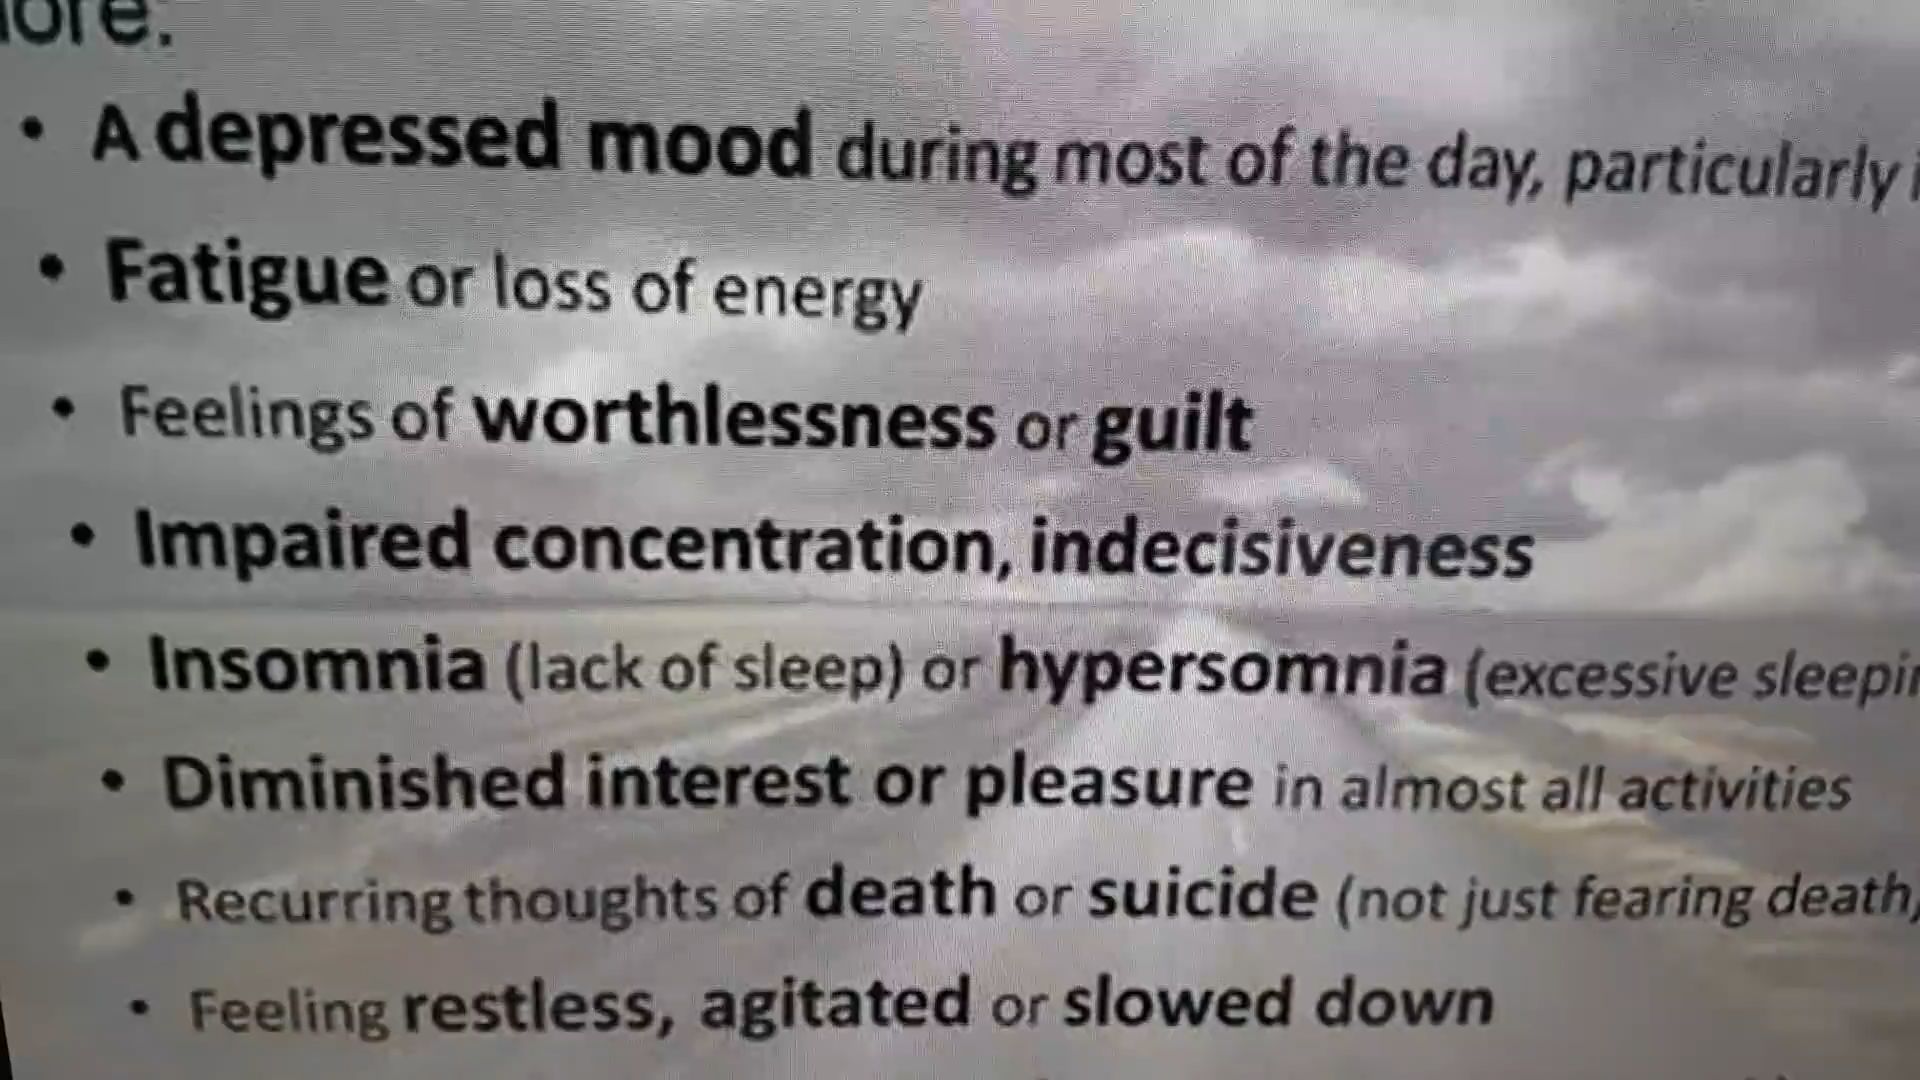 • A depressed mood during most of the day, particularly
• Fatigue or loss of energy
• Feelings of worthlessness or guilt
• Impaired concentration, indecisiveness
• Insomnia (lack of sleep) or hypersomnia (excessive
• Diminished interest or pleasure in almost all activities
• Recurring thoughts of death or suicide (not just fearing death,
• Feeling restless, agitated or slowed down